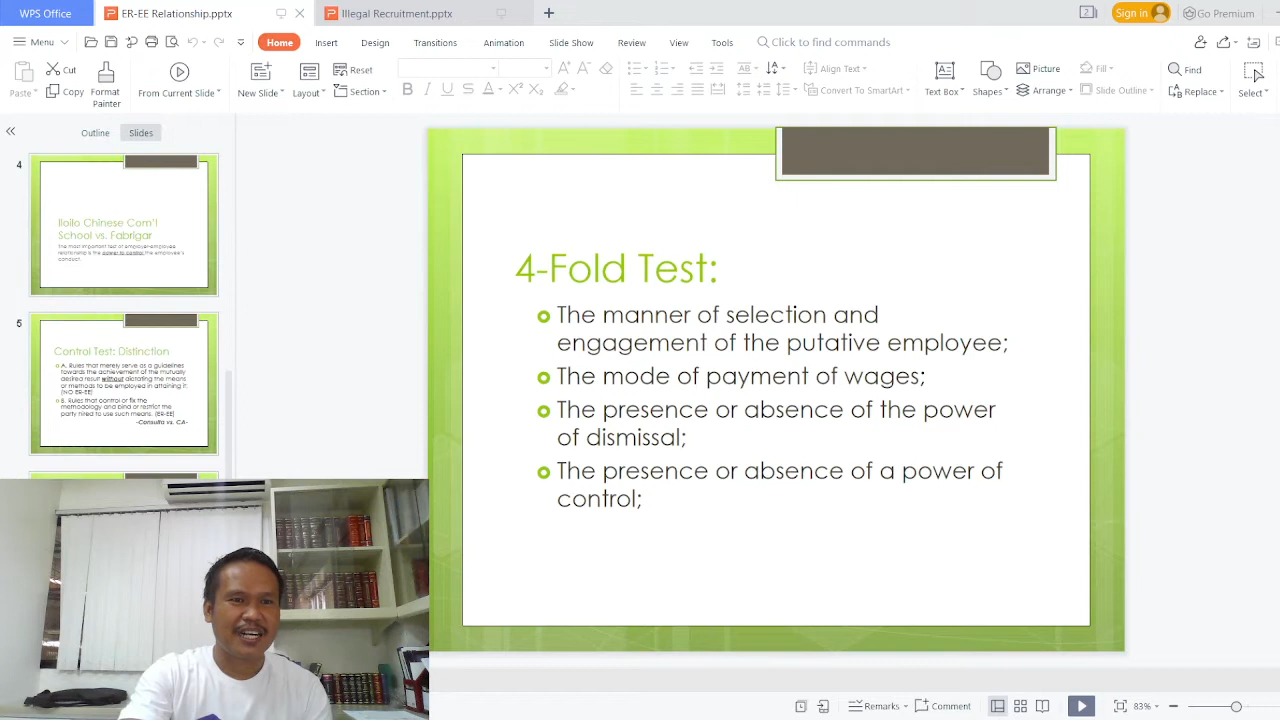 WPS Office
ER-EE Relationship.pptx
Illegal Recruitment.pptx
Sign in
Go Premium
Menu
Home
Insert
Design
Transitions
Animation
Slide Show
Review
View
Tools
Click to find commands
Paste
Cut
Copy
Format Painter
From Current Slide
New Slide
Layout
Reset
Section
B I U S A X² X₂
AB
Align Text
Convert To SmartArt
Text Box
Shapes
Picture
Fill
Arrange
Slide Outline
Find
Replace
Select
Outline
Slides
4
Iloilo Chinese Com'l
School vs. Fabrigar
The most important test of employer-employee
relationship is the power to control the employee's
conduct.
5
Control Test: Distinction
A. Rules that merely serve as a guidelines
towards the achievement of the mutually
desired result without dictating the means
or methods to be employed in attaining it;
(NO ER-EE)
B. Rules that control or fix the
methodology and bind or restrict the
party hired to use such means. (ER-EE)
-Consulta vs. CA-
4-Fold Test:
The manner of selection and
engagement of the putative employee;
The mode of payment of wages;
The presence or absence of the power
of dismissal;
The presence or absence of a power of
control;
Remarks
Comment
83%